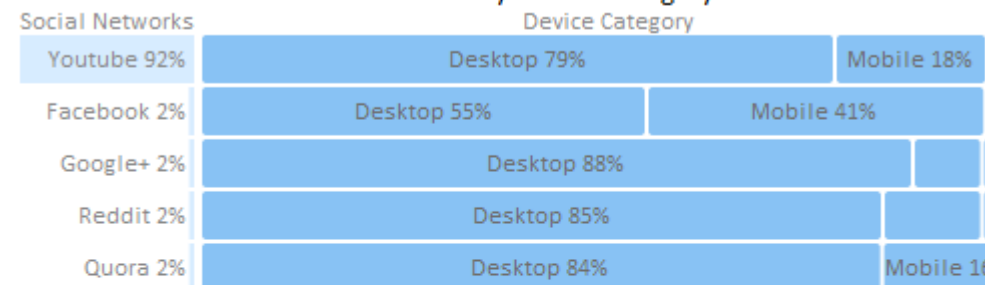 Social Networks Device Category
Youtube 92% Desktop 79% Mobile 18%
Facebook 2% Desktop 55% Mobile 41%
Google+ 2% Desktop 88%
Reddit 2% Desktop 85%
Quora 2% Desktop 84% Mobile